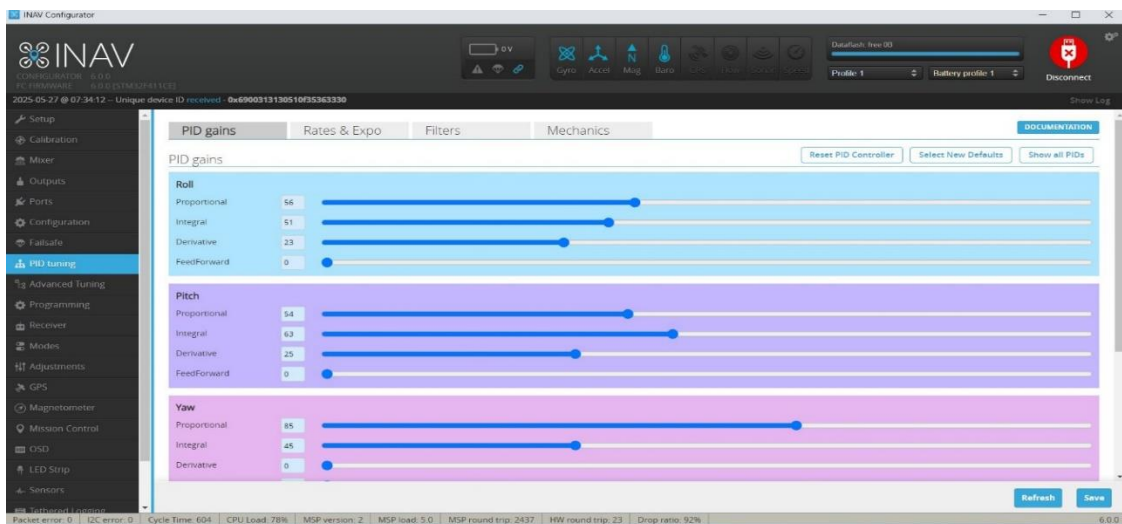 INAV Configurator
INAV
CONFIGURATOR 6.0.0
FC FIRMWARE 6.0.0 (STM32F411CE)
0 V
Gyro Accel Mag Baro
Dataflash: free 0B
Profile 1 Battery profile 1
Disconnect
2025-05-27 @ 07:34:12 -- Unique device ID received - 0x6900313130510f35363330
Show Log
Setup
Calibration
Mixer
Outputs
Ports
Configuration
Failsafe
PID tuning
Advanced Tuning
Programming
Receiver
Modes
Adjustments
GPS
Magnetometer
Mission Control
OSD
LED Strip
Sensors
Tethered Logging
PID gains Rates & Expo Filters Mechanics
DOCUMENTATION
PID gains
Reset PID Controller Select New Defaults Show all PIDs
Roll
Proportional 56
Integral 51
Derivative 23
FeedForward 0
Pitch
Proportional 54
Integral 63
Derivative 25
FeedForward 0
Yaw
Proportional 85
Integral 45
Derivative 0
Refresh Save
Packet error: 0 I2C error: 0 Cycle Time: 604 CPU Load: 78% MSP version: 2 MSP load: 5.0 MSP round trip: 2437 HW round trip: 23 Drop ratio: 92% 6.0.0